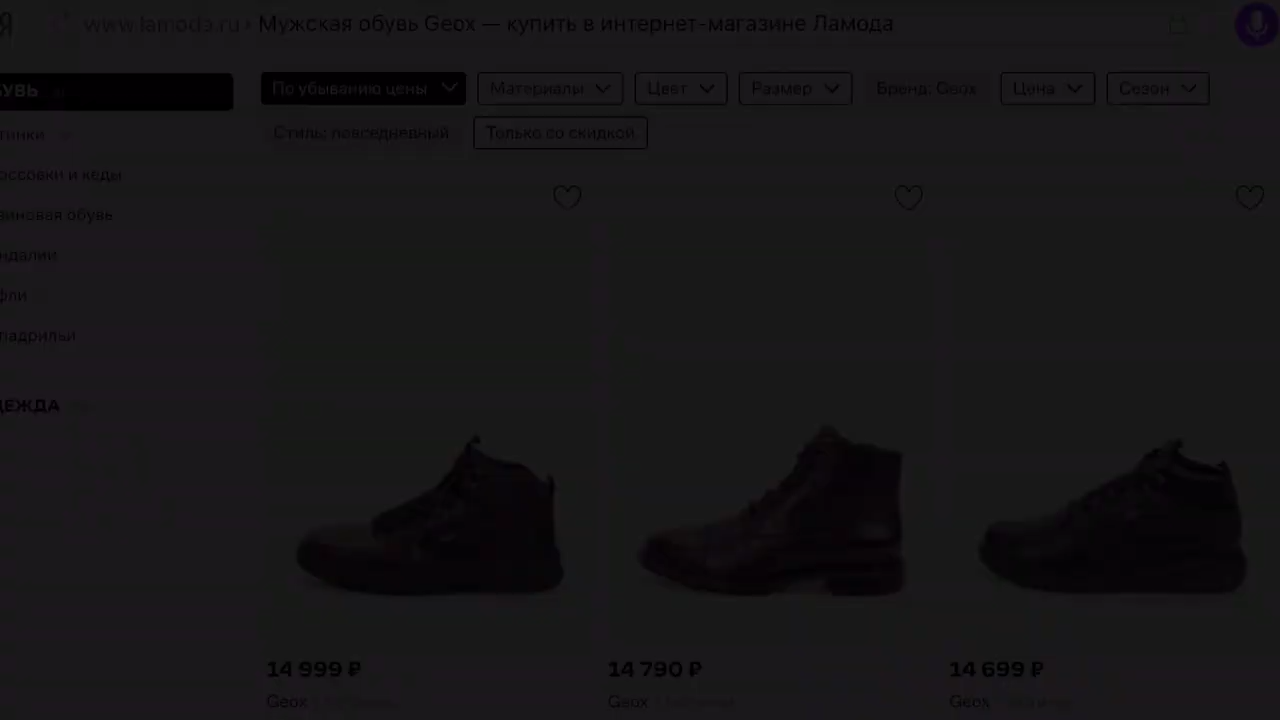 Я www.lamoda.ru › Мужская обувь Geox — купить в интернет-магазине Ламода
УВЬ
По убыванию цены Материалы Цвет Размер Бренд: Geox Цена Сезон
Стиль: повседневный Только со скидкой
тинки
оссовки и кеды
зиновая обувь
ндалии
фли
падрильи
ДЕЖДА
14 999 ₽ 14 790 ₽ 14 699 ₽
Geox Geox Geox